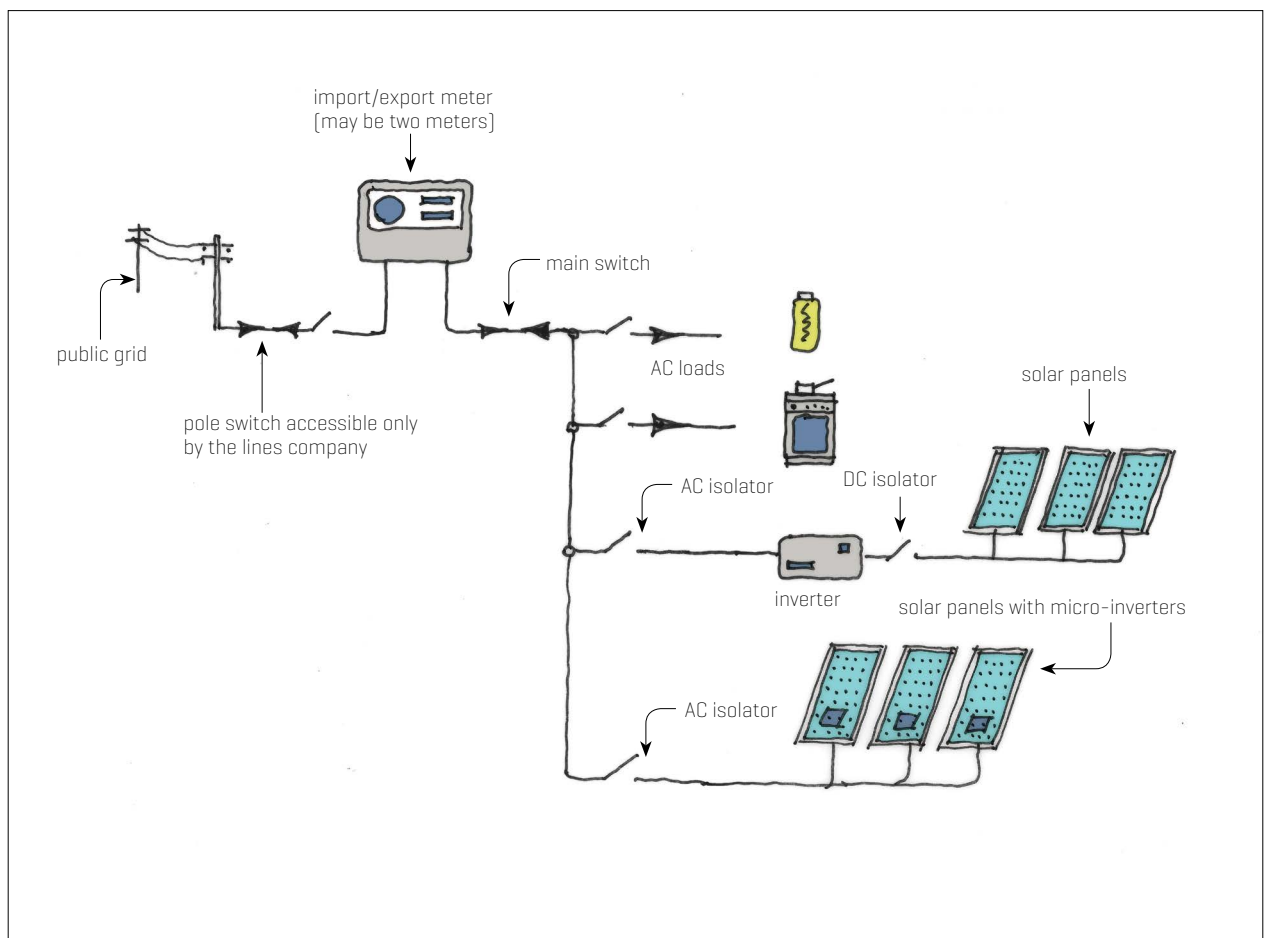 import/export meter
(may be two meters)
main switch
public grid
AC loads
pole switch accessible only
by the lines company
solar panels
AC isolator
DC isolator
inverter
solar panels with micro-inverters
AC isolator